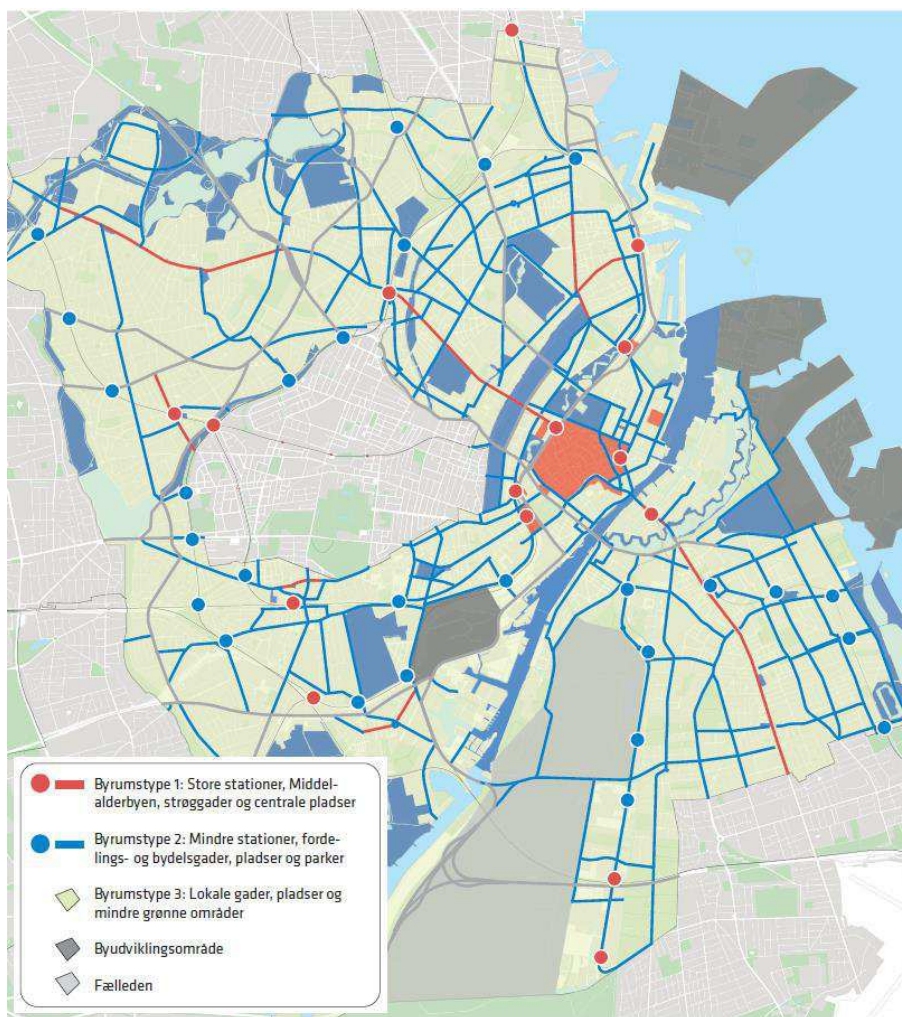 Byrumstype 1: Store stationer, Middel-
alderbyen, strøggader og centrale pladser
Byrumstype 2: Mindre stationer, forde-
lings- og bydelsgader, pladser og parker
Byrumstype 3: Lokale gader, pladser og
mindre grønne områder
Byudviklingsområde
Fælleden